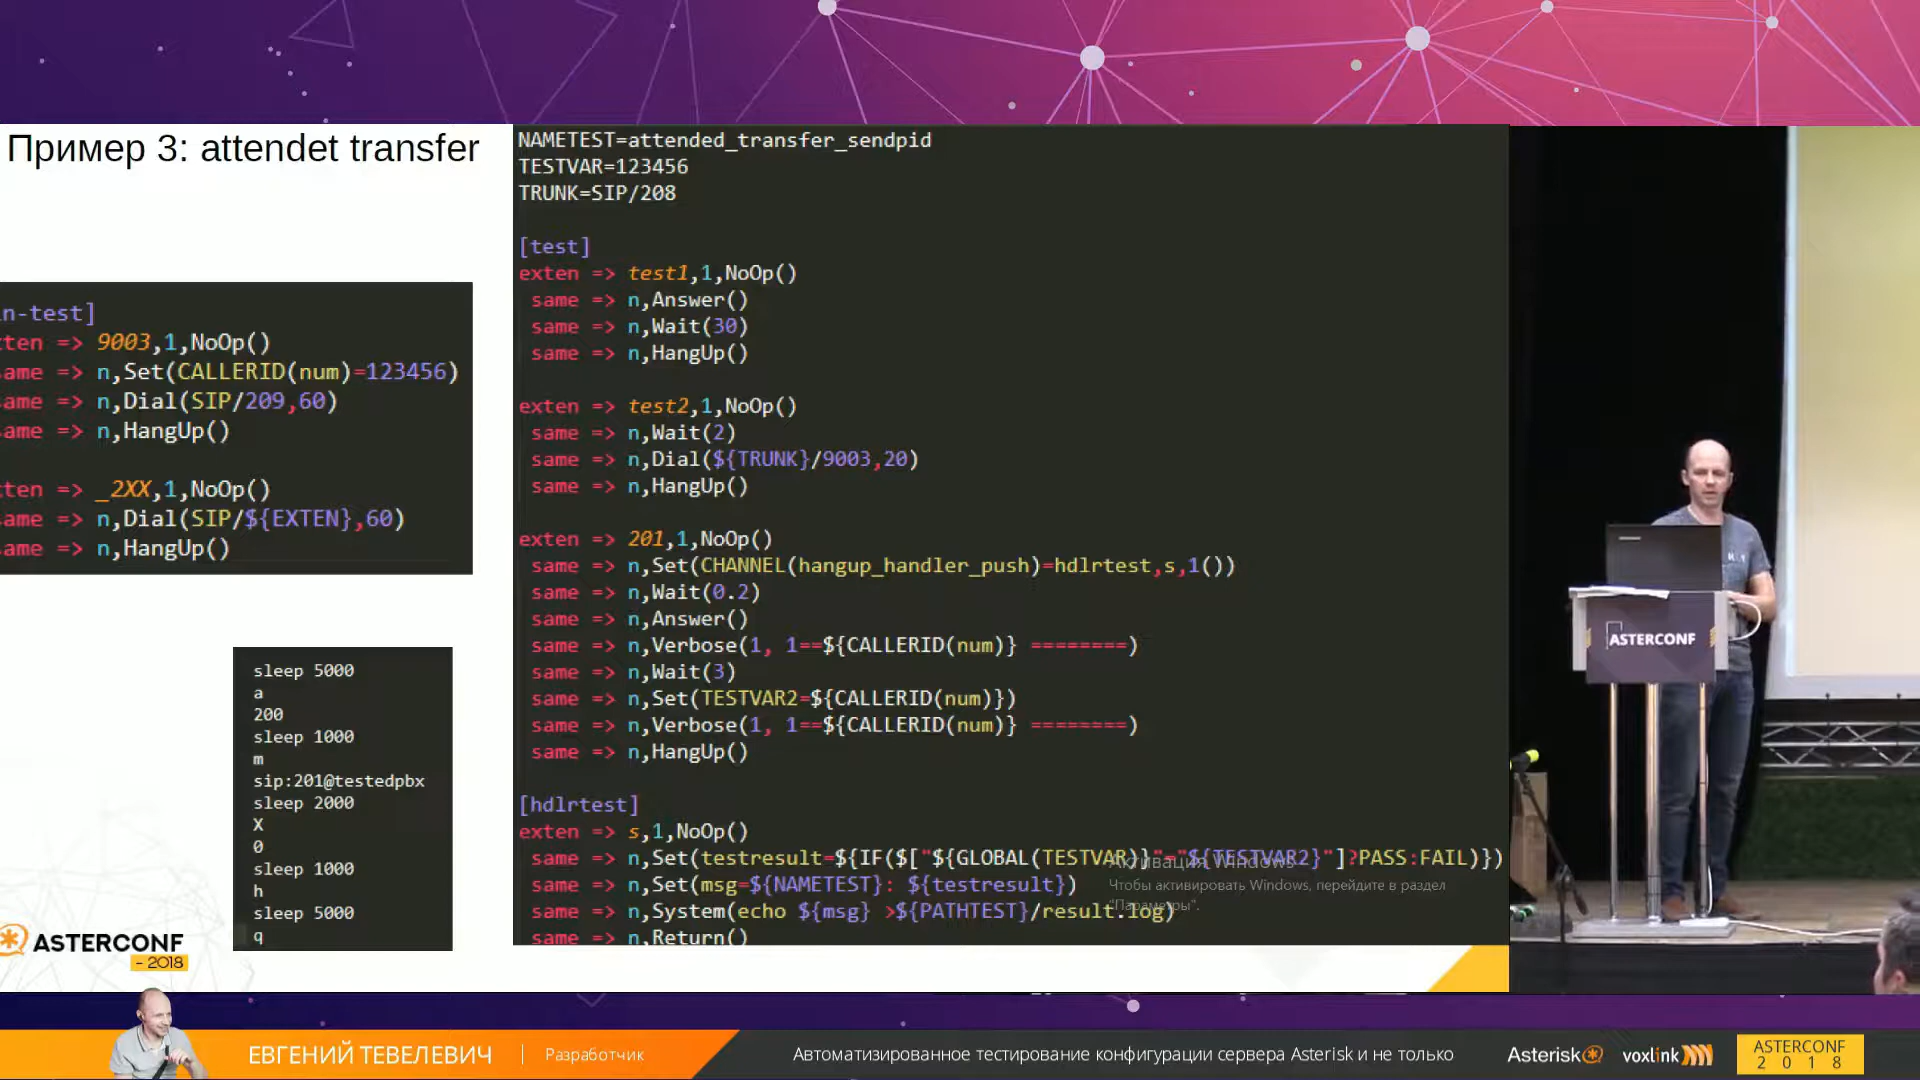 Пример 3: attendet transfer
n-test]
ten => 9003,1,NoOp()
ame => n,Set(CALLERID(num)=123456)
ame => n,Dial(SIP/209,60)
ame => n,HangUp()
ten => _2XX,1,NoOp()
ame => n,Dial(SIP/${EXTEN},60)
ame => n,HangUp()
sleep 5000
a
200
sleep 1000
m
sip:201@testedpbx
sleep 2000
X
0
sleep 1000
h
sleep 5000
q
ASTERCONF
- 2018
NAMETEST=attended_transfer_sendpid
TESTVAR=123456
TRUNK=SIP/208
[test]
exten => test1,1,NoOp()
same => n,Answer()
same => n,Wait(30)
same => n,HangUp()
exten => test2,1,NoOp()
same => n,Wait(2)
same => n,Dial(${TRUNK}/9003,20)
same => n,HangUp()
exten => 201,1,NoOp()
same => n,Set(CHANNEL(hangup_handler_push)=hdlrtest,s,1())
same => n,Wait(0.2)
same => n,Answer()
same => n,Verbose(1, 1==${CALLERID(num)} ========)
same => n,Wait(3)
same => n,Set(TESTVAR2=${CALLERID(num)})
same => n,Verbose(1, 1==${CALLERID(num)} ========)
same => n,HangUp()
[hdlrtest]
exten => s,1,NoOp()
same => n,Set(testresult=${IF($["${GLOBAL(TESTVAR)}"="${TESTVAR2}"]?PASS:FAIL)})
same => n,Set(msg=${NAMETEST}: ${testresult})
same => n,System(echo ${msg} >${PATHTEST}/result.log)
same => n,Return()
Активация Windows
Чтобы активировать Windows, перейдите в раздел
"Параметры".
ASTERCONF
ЕВГЕНИЙ ТЕВЕЛЕВИЧ
Разработчик
Автоматизированное тестирование конфигурации сервера Asterisk и не только
Asterisk
voxlink
ASTERCONF
2018